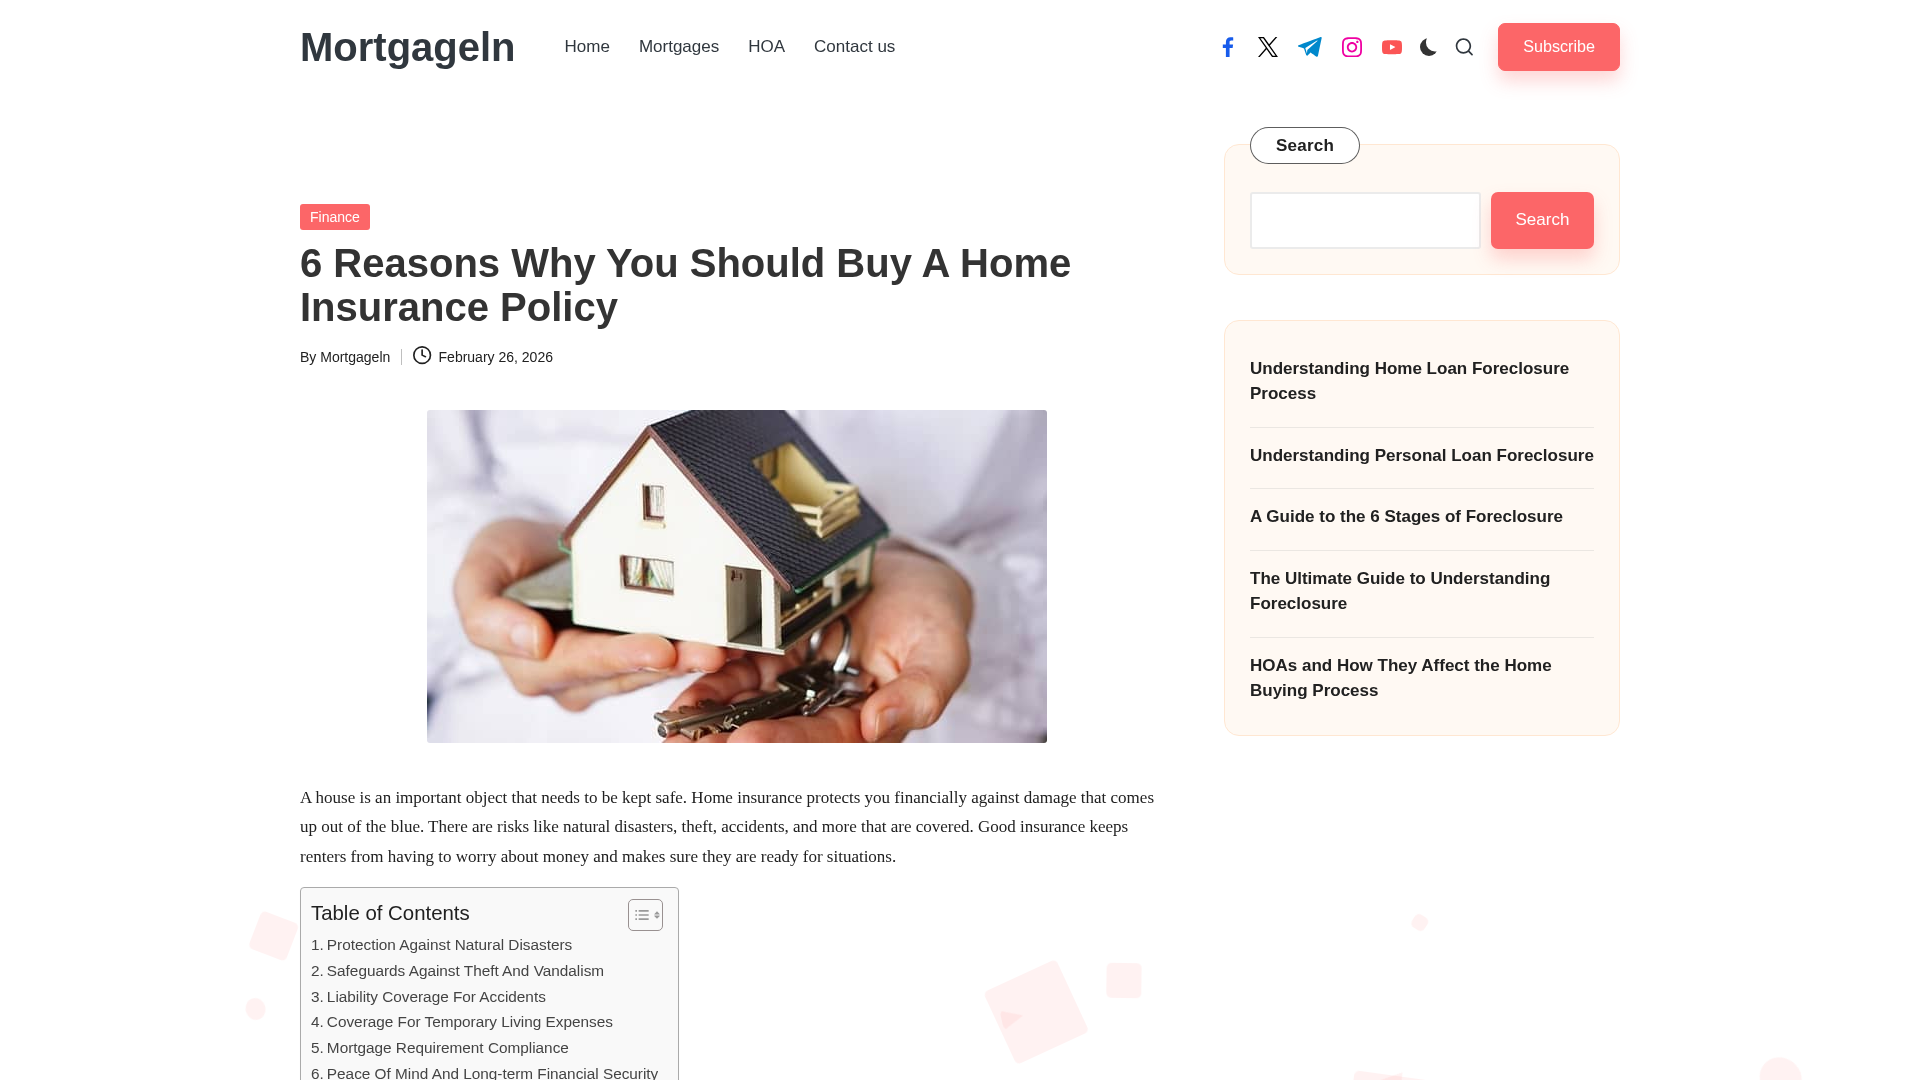 Mortgageln
Home
Mortgages
HOA
Contact us
Subscribe
Finance
6 Reasons Why You Should Buy A Home
Insurance Policy
By Mortgageln
February 26, 2026
A house is an important object that needs to be kept safe. Home insurance protects you financially against damage that comes
up out of the blue. There are risks like natural disasters, theft, accidents, and more that are covered. Good insurance keeps
renters from having to worry about money and makes sure they are ready for situations.
Table of Contents
1. Protection Against Natural Disasters
2. Safeguards Against Theft And Vandalism
3. Liability Coverage For Accidents
4. Coverage For Temporary Living Expenses
5. Mortgage Requirement Compliance
6. Peace Of Mind And Long-term Financial Security
Search
Search
Understanding Home Loan Foreclosure
Process
Understanding Personal Loan Foreclosure
A Guide to the 6 Stages of Foreclosure
The Ultimate Guide to Understanding
Foreclosure
HOAs and How They Affect the Home
Buying Process